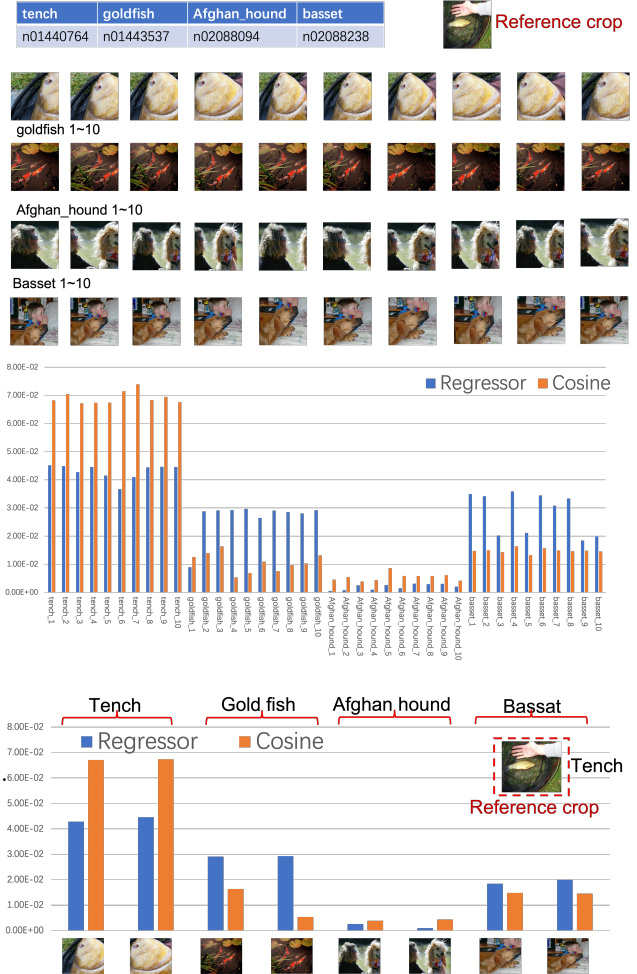 tench goldfish Afghan_hound basset
n01440764 n01443537 n02088094 n02088238
Reference crop
goldfish 1~10
Afghan_hound 1~10
Basset 1~10
8.00E-02
7.00E-02
6.00E-02
5.00E-02
4.00E-02
3.00E-02
2.00E-02
1.00E-02
0.00E+00
Regressor Cosine
tench_1
tench_2
tench_3
tench_4
tench_5
tench_6
tench_7
tench_8
tench_9
tench_10
goldfish_1
goldfish_2
goldfish_3
goldfish_4
goldfish_5
goldfish_6
goldfish_7
goldfish_8
goldfish_9
goldfish_10
Afghan_hound_1
Afghan_hound_2
Afghan_hound_3
Afghan_hound_4
Afghan_hound_5
Afghan_hound_6
Afghan_hound_7
Afghan_hound_8
Afghan_hound_9
Afghan_hound_10
basset_1
basset_2
basset_3
basset_4
basset_5
basset_6
basset_7
basset_8
basset_9
basset_10
Tench Gold fish Afghan hound Bassat
8.00E-02
7.00E-02
6.00E-02
5.00E-02
4.00E-02
3.00E-02
2.00E-02
1.00E-02
0.00E+00
Regressor Cosine
Tench
Reference crop